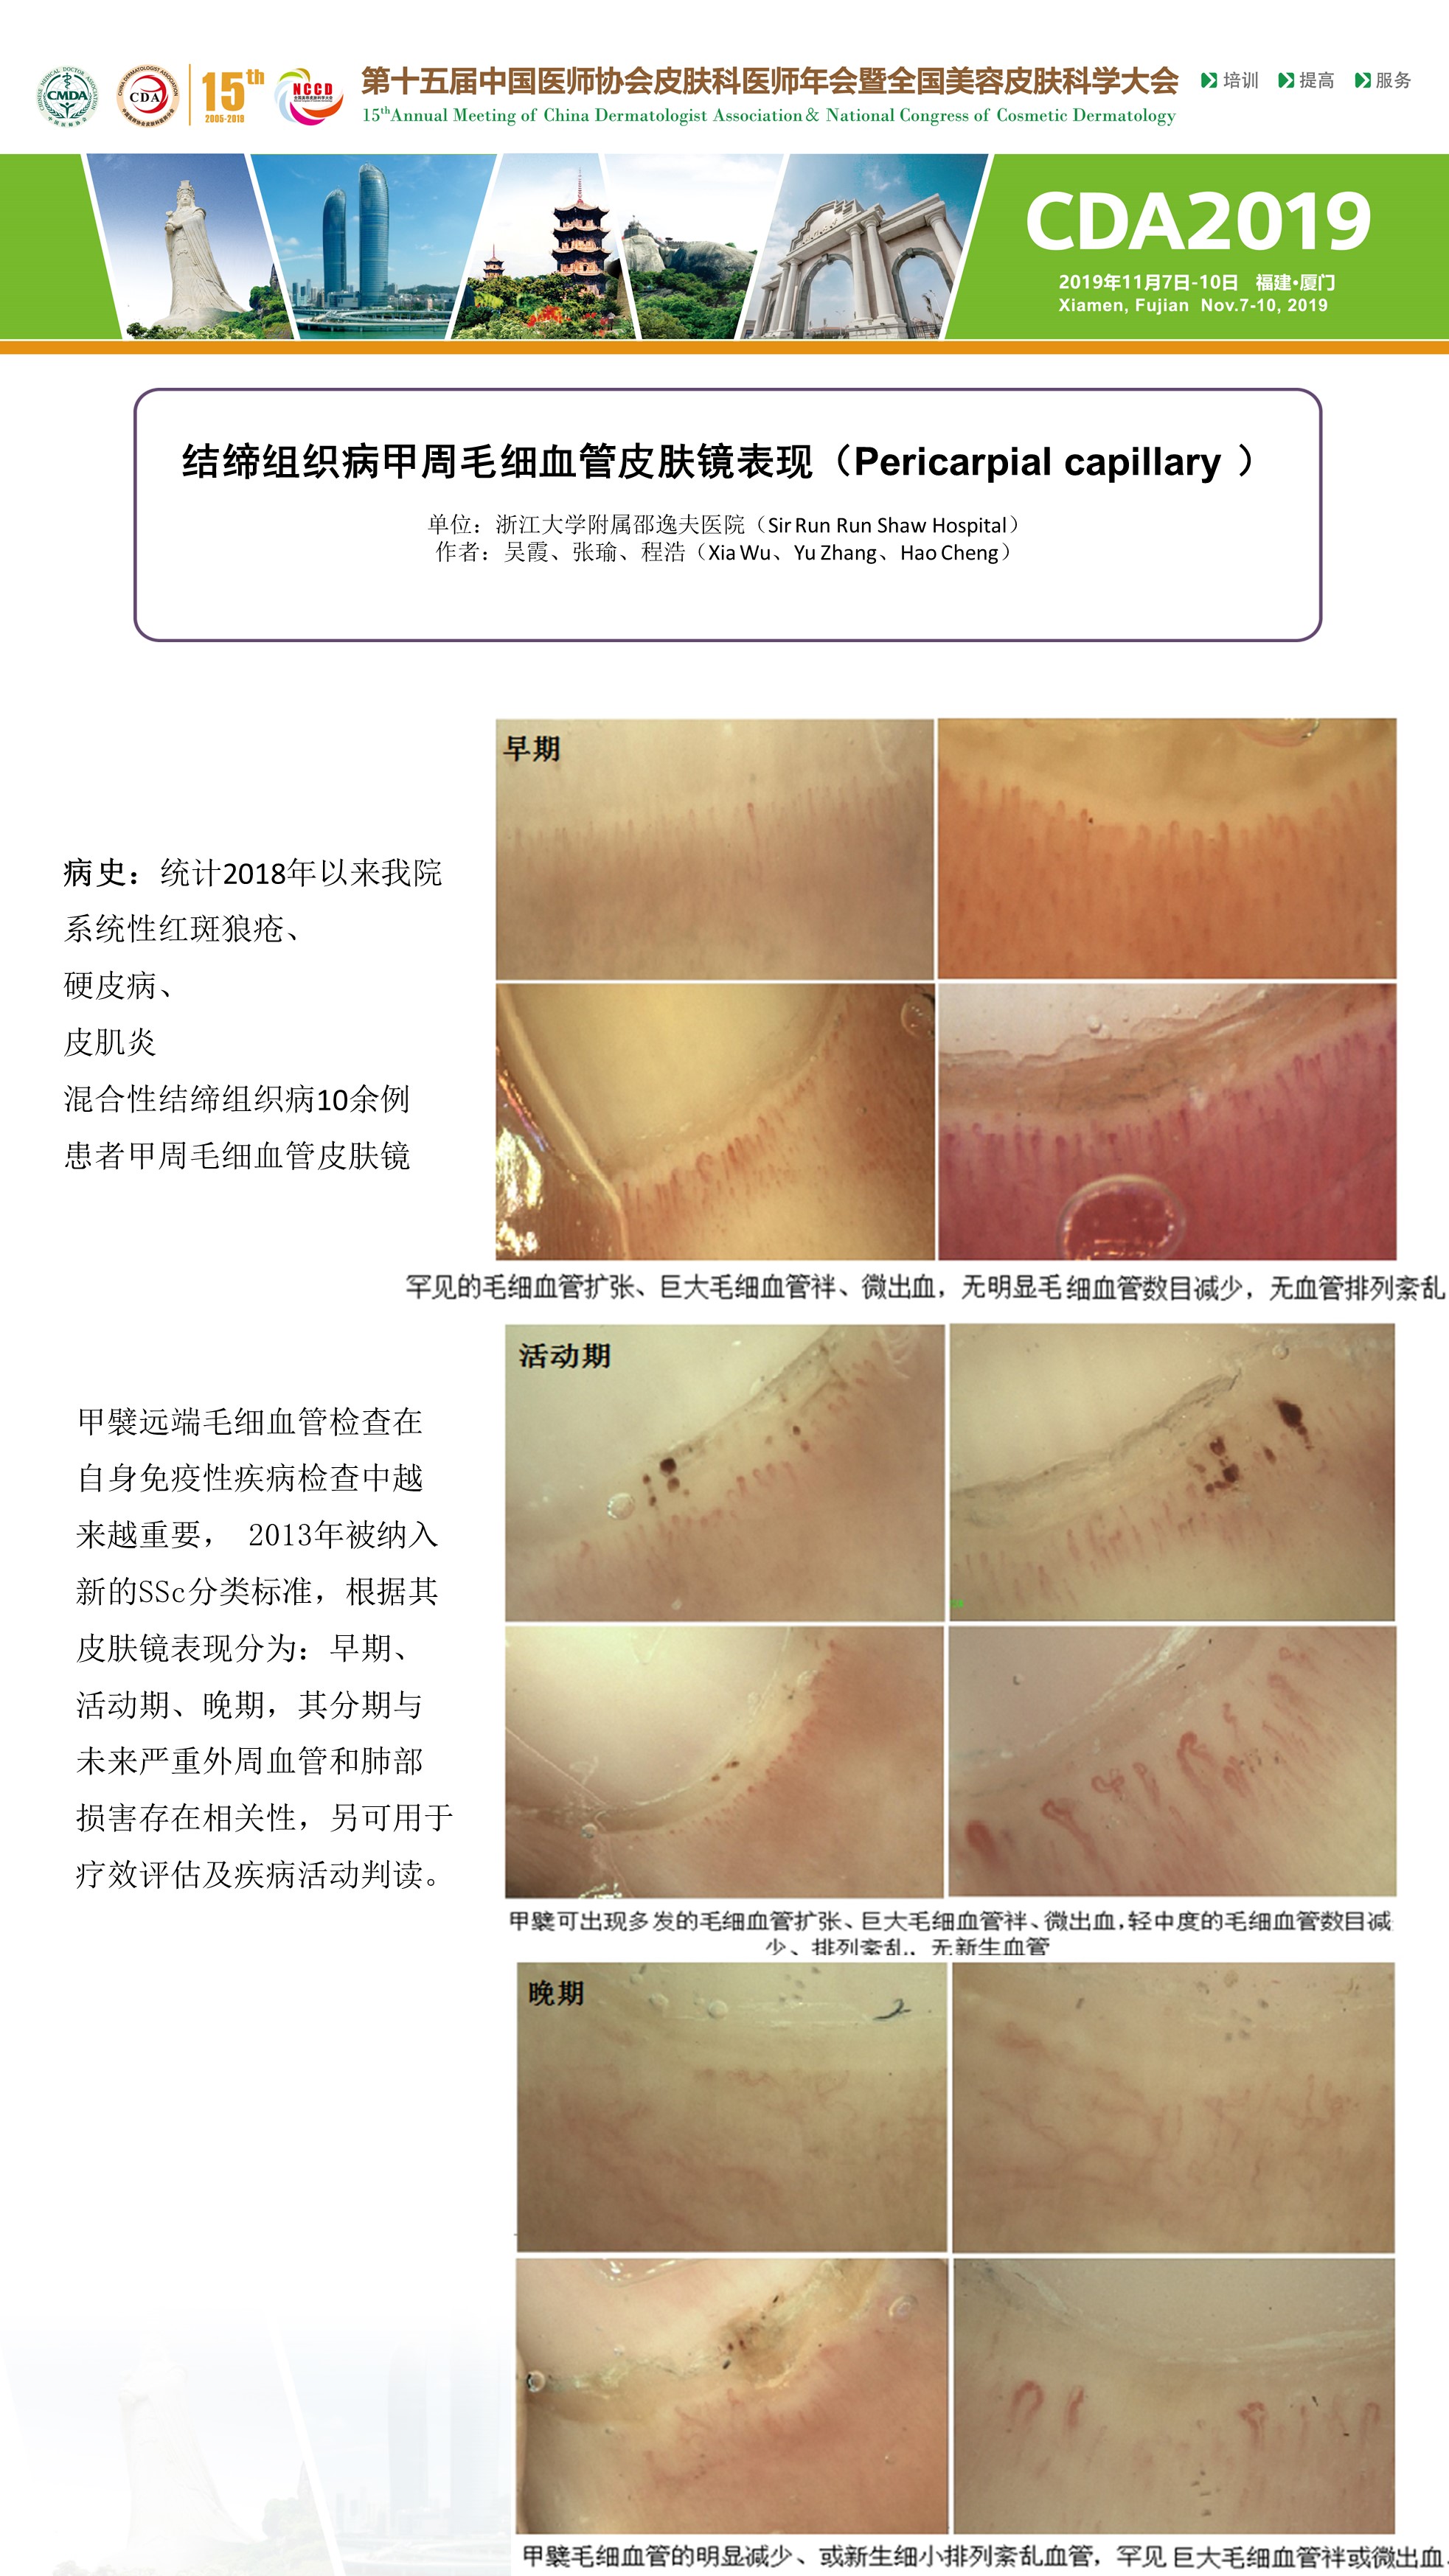 CMDA
CDA
15th
2005-2019
NCCD
第十五届中国医师协会皮肤科医师年会暨全国美容皮肤科学大会
15thAnnual Meeting of China Dermatologist Association & National Congress of Cosmetic Dermatology
培训 提高 服务
CDA2019
2019年11月7日-10日 福建•厦门
Xiamen, Fujian Nov.7-10, 2019
结缔组织病甲周毛细血管皮肤镜表现（Pericarpial capillary ）
单位：浙江大学附属邵逸夫医院（Sir Run Run Shaw Hospital）
作者：吴霞、张瑜、程浩（Xia Wu、Yu Zhang、Hao Cheng）
病史：统计2018年以来我院
系统性红斑狼疮、
硬皮病、
皮肌炎
混合性结缔组织病10余例
患者甲周毛细血管皮肤镜
早期
罕见的毛细血管扩张、巨大毛细血管袢、微出血，无明显毛细血管数目减少，无血管排列紊乱
甲襞远端毛细血管检查在
自身免疫性疾病检查中越
来越重要， 2013年被纳入
新的SSc分类标准，根据其
皮肤镜表现分为：早期、
活动期、晚期，其分期与
未来严重外周血管和肺部
损害存在相关性，另可用于
疗效评估及疾病活动判读。
活动期
甲襞可出现多发的毛细血管扩张、巨大毛细血管袢、微出血，轻中度的毛细血管数目减
少、排列紊乱，无新生血管
晚期
甲襞毛细血管的明显减少、或新生细小排列紊乱血管，罕见巨大毛细血管袢或微出血